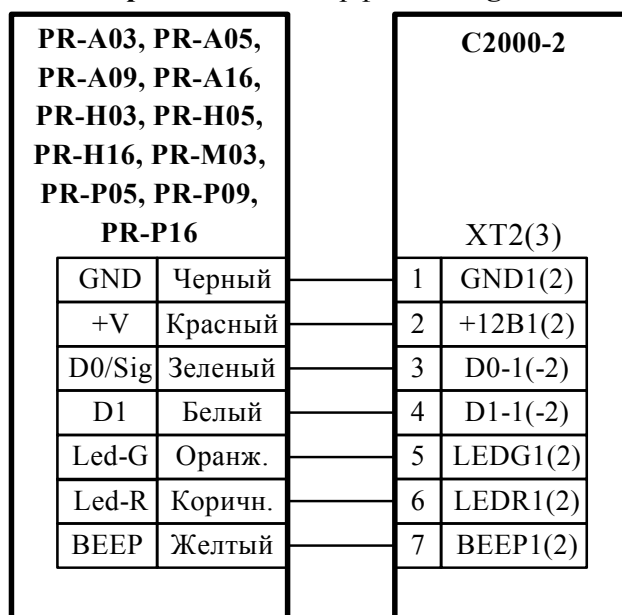 PR-A03, PR-A05,
PR-A09, PR-A16,
PR-H03, PR-H05,
PR-H16, PR-M03,
PR-P05, PR-P09,
PR-P16
C2000-2
XT2(3)
GND Черный 1 GND1(2)
+V Красный 2 +12В1(2)
D0/Sig Зеленый 3 D0-1(-2)
D1 Белый 4 D1-1(-2)
Led-G Оранж. 5 LEDG1(2)
Led-R Коричн. 6 LEDR1(2)
BEEP Желтый 7 BEEP1(2)